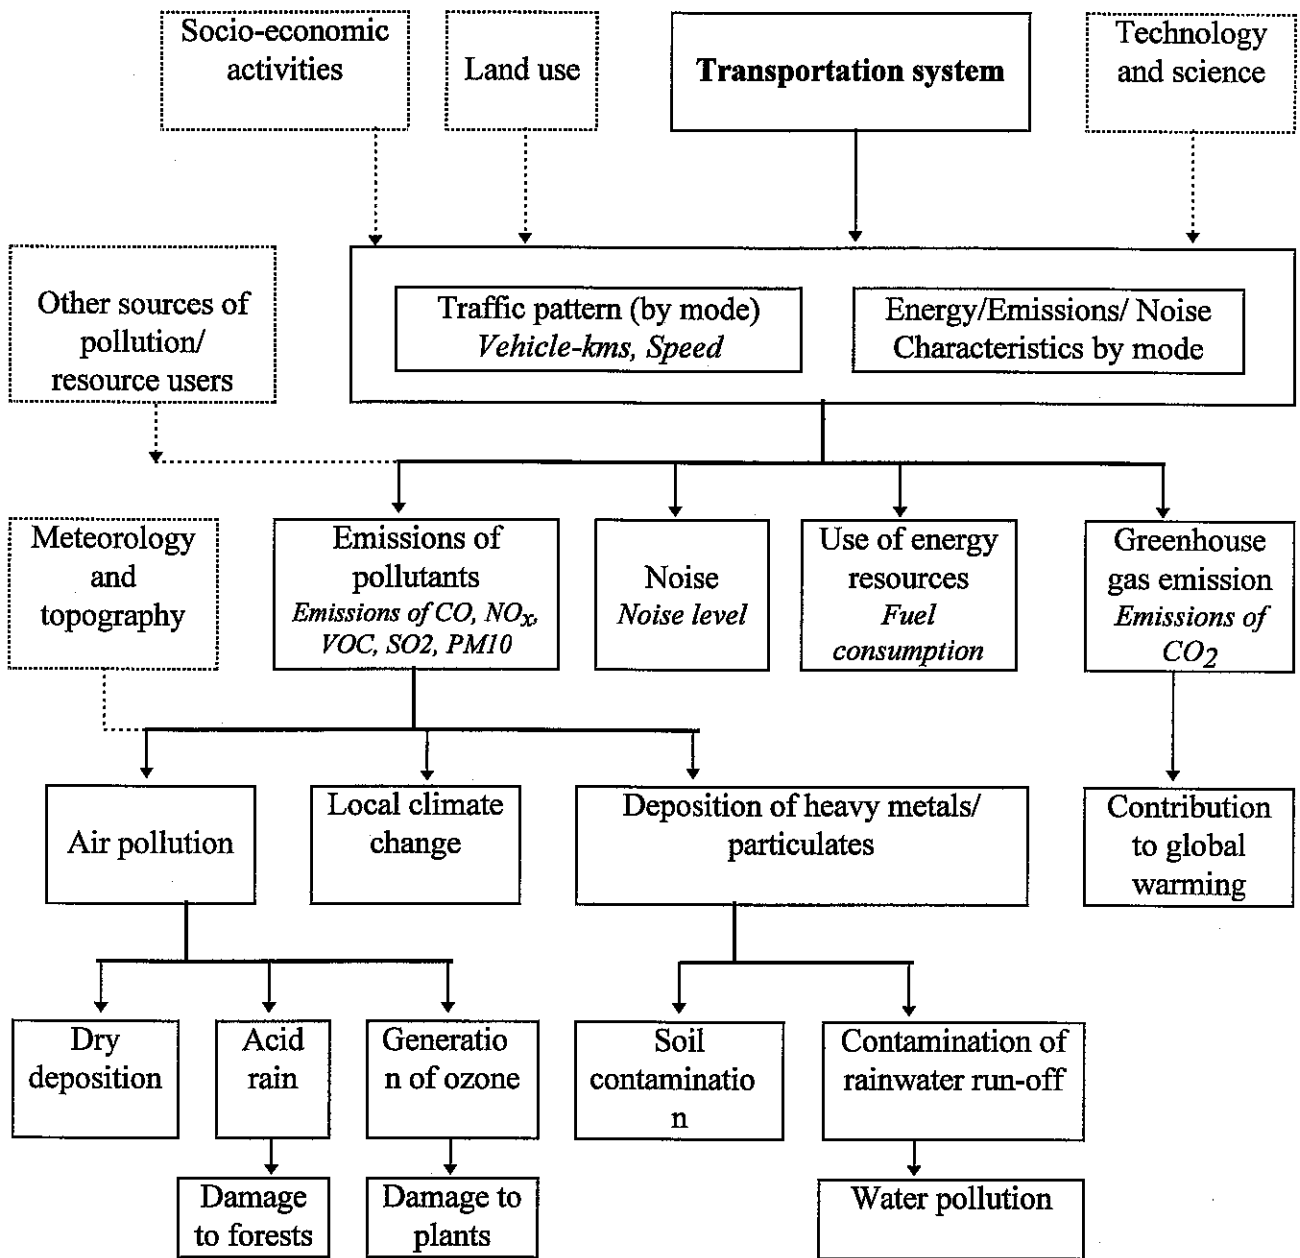 Socio-economic
activities
Land use
Transportation system
Technology
and science
Other sources of
pollution/
resource users
Traffic pattern (by mode)
Vehicle-kms, Speed
Energy/Emissions/ Noise
Characteristics by mode
Meteorology
and
topography
Emissions of
pollutants
Emissions of CO, NOx,
VOC, SO2, PM10
Noise
Noise level
Use of energy
resources
Fuel
consumption
Greenhouse
gas emission
Emissions of
CO2
Air pollution
Local climate
change
Deposition of heavy metals/
particulates
Contribution
to global
warming
Dry
deposition
Acid
rain
Generatio
n of ozone
Soil
contaminatio
n
Contamination of
rainwater run-off
Damage
to forests
Damage to
plants
Water pollution